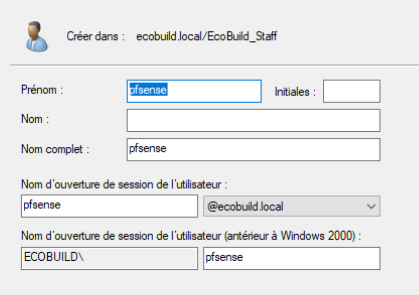 Créer dans : ecobuild.local/EcoBuild_Staff
Prénom : pfsense Initiales :
Nom :
Nom complet : pfsense
Nom d'ouverture de session de l'utilisateur :
pfsense @ecobuild.local
Nom d'ouverture de session de l'utilisateur (antérieur à Windows 2000) :
ECOBUILD\ pfsense